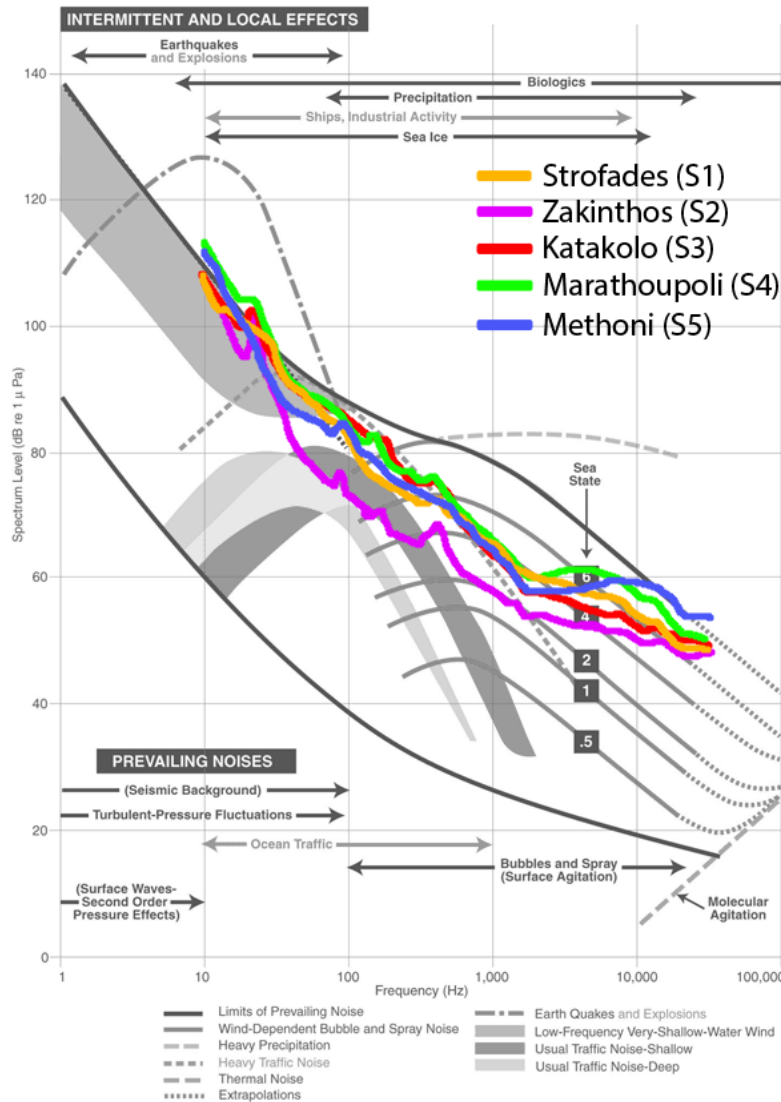 INTERMITTENT AND LOCAL EFFECTS
Earthquakes
and Explosions
Biologics
Precipitation
Ships, Industrial Activity
Sea Ice
Strofades (S1)
Zakinthos (S2)
Katakolo (S3)
Marathoupoli (S4)
Methoni (S5)
Spectrum Level (dB re 1 µ Pa)
140
120
100
80
60
40
20
0
Sea
State
6
4
2
1
.5
PREVAILING NOISES
(Seismic Background)
Turbulent-Pressure Fluctuations
Ocean Traffic
Bubbles and Spray
(Surface Agitation)
(Surface Waves-
Second Order
Pressure Effects)
Molecular
Agitation
1
10
100
1,000
10,000
100,000
Frequency (Hz)
Limits of Prevailing Noise
Wind-Dependent Bubble and Spray Noise
Heavy Precipitation
Heavy Traffic Noise
Thermal Noise
Extrapolations
Earth Quakes and Explosions
Low-Frequency Very-Shallow-Water Wind
Usual Traffic Noise-Shallow
Usual Traffic Noise-Deep